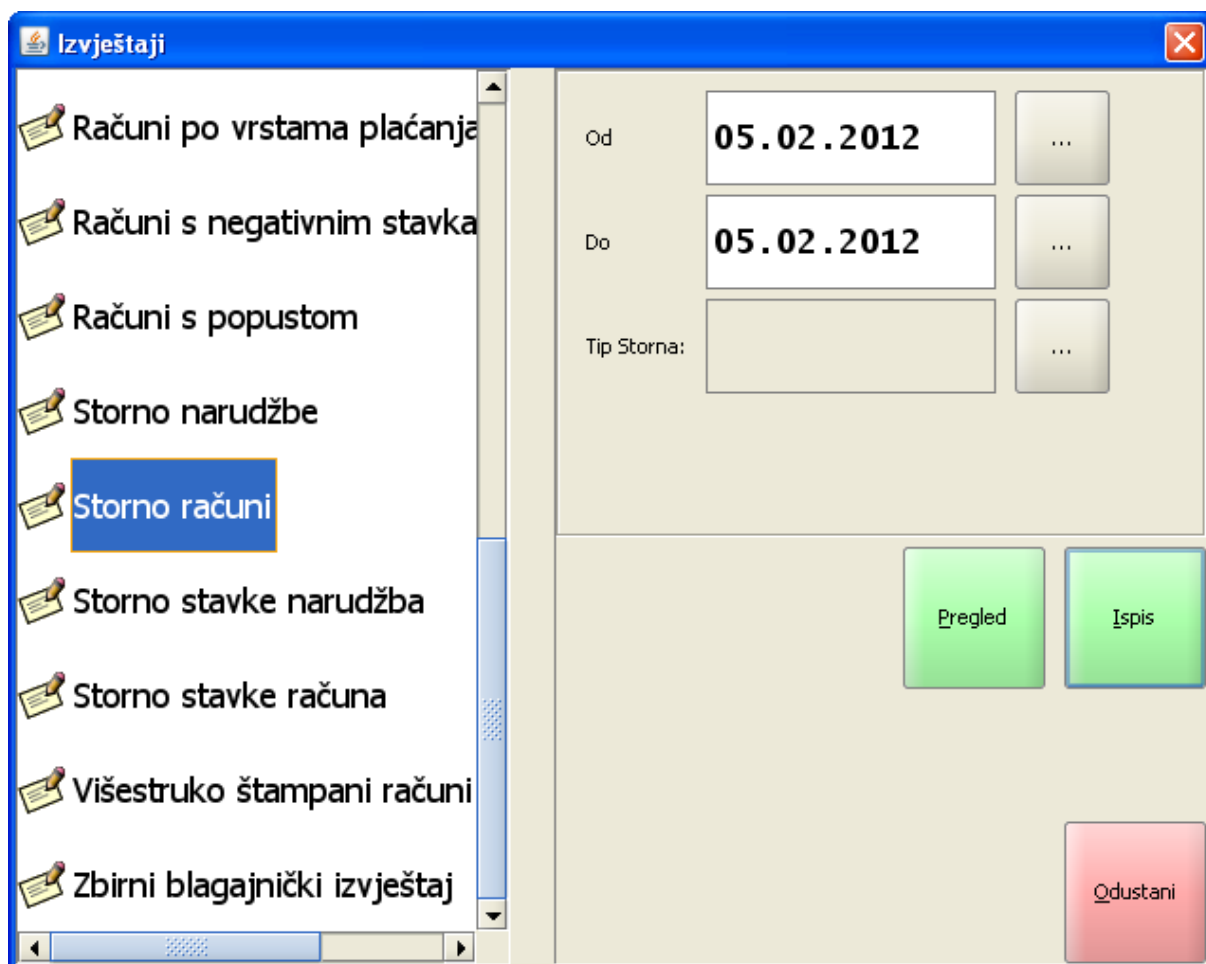 Izvještaji
Računi po vrstama plaćanja
Računi s negativnim stavka
Računi s popustom
Storno narudžbe
Storno računi
Storno stavke narudžba
Storno stavke računa
Višestruko štampani računi
Zbirni blagajnički izvještaj
Od 05.02.2012 ...
Do 05.02.2012 ...
Tip Storna: ...
Pregled Ispis
Odustani